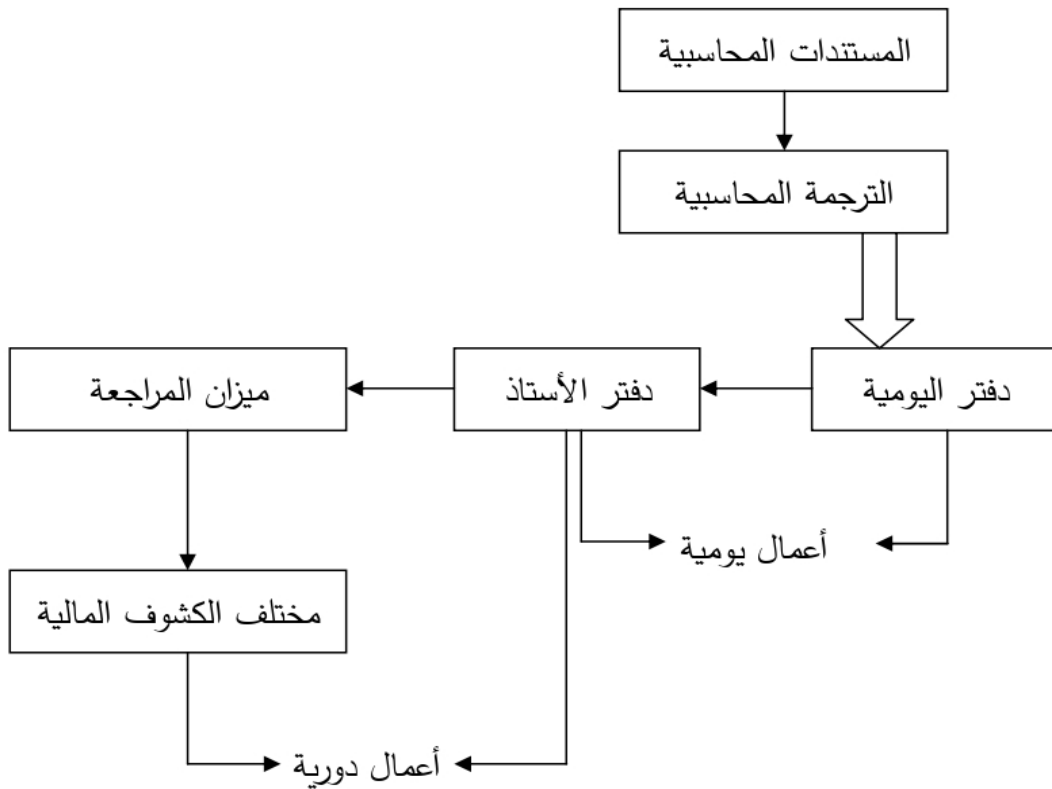 المستندات المحاسبية
الترجمة المحاسبية
دفتر اليومية
دفتر الأستاذ
ميزان المراجعة
أعمال يومية
مختلف الكشوف المالية
أعمال دورية